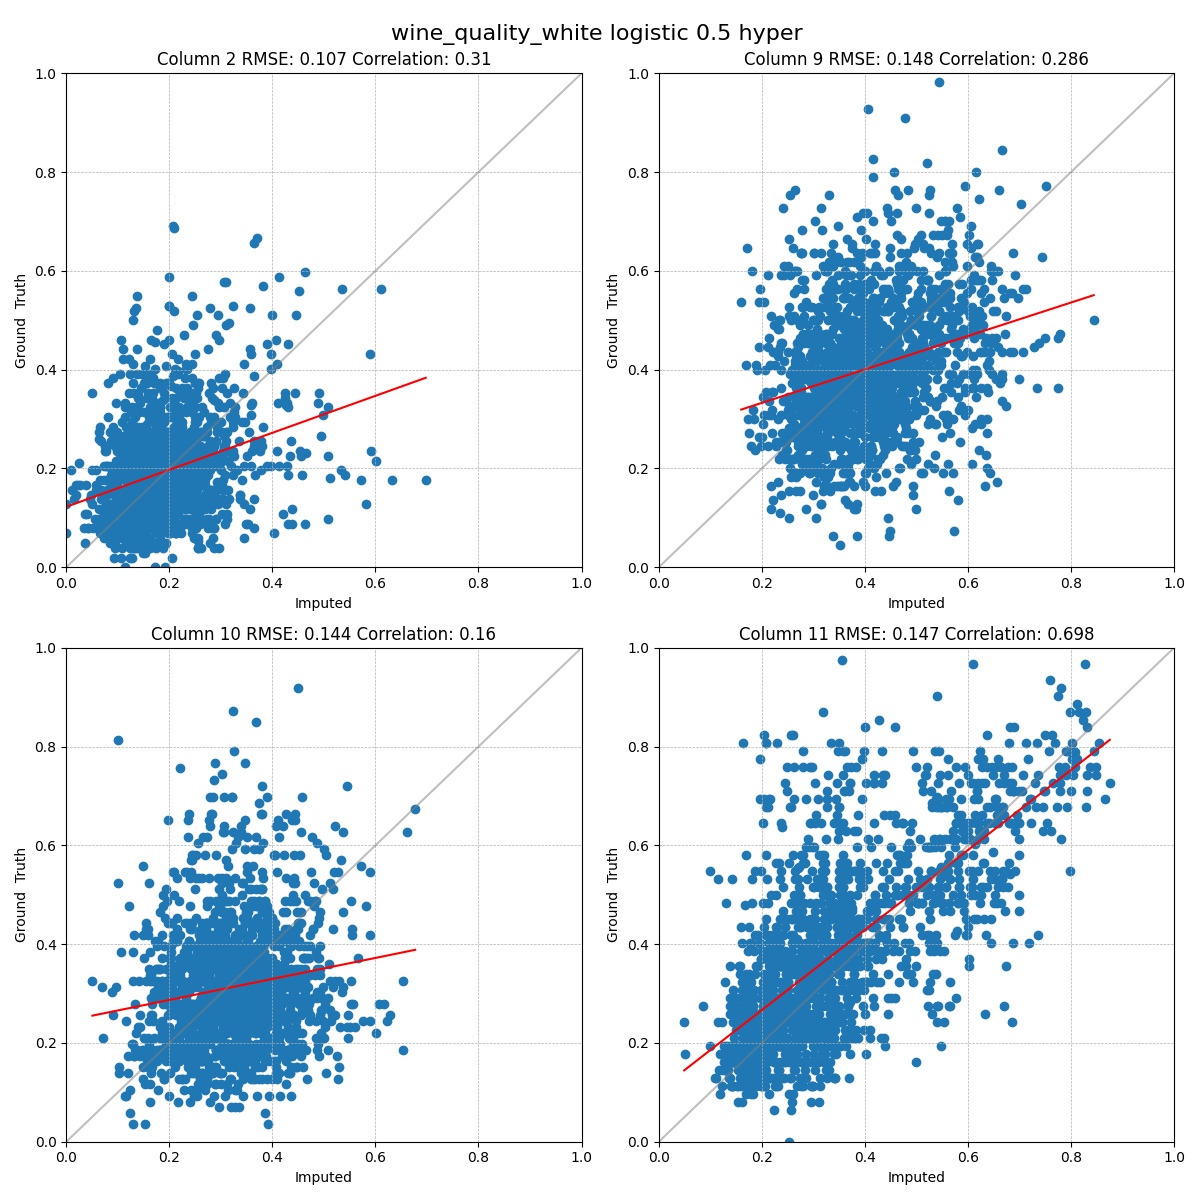 wine_quality_white logistic 0.5 hyper
Column 2 RMSE: 0.107 Correlation: 0.31
1.0
0.8
0.6
0.4
0.2
0.0
Ground Truth
0.0 0.2 0.4 0.6 0.8 1.0
Imputed
Column 9 RMSE: 0.148 Correlation: 0.286
1.0
0.8
0.6
0.4
0.2
0.0
Ground Truth
0.0 0.2 0.4 0.6 0.8 1.0
Imputed
Column 10 RMSE: 0.144 Correlation: 0.16
1.0
0.8
0.6
0.4
0.2
0.0
Ground Truth
0.0 0.2 0.4 0.6 0.8 1.0
Imputed
Column 11 RMSE: 0.147 Correlation: 0.698
1.0
0.8
0.6
0.4
0.2
0.0
Ground Truth
0.0 0.2 0.4 0.6 0.8 1.0
Imputed